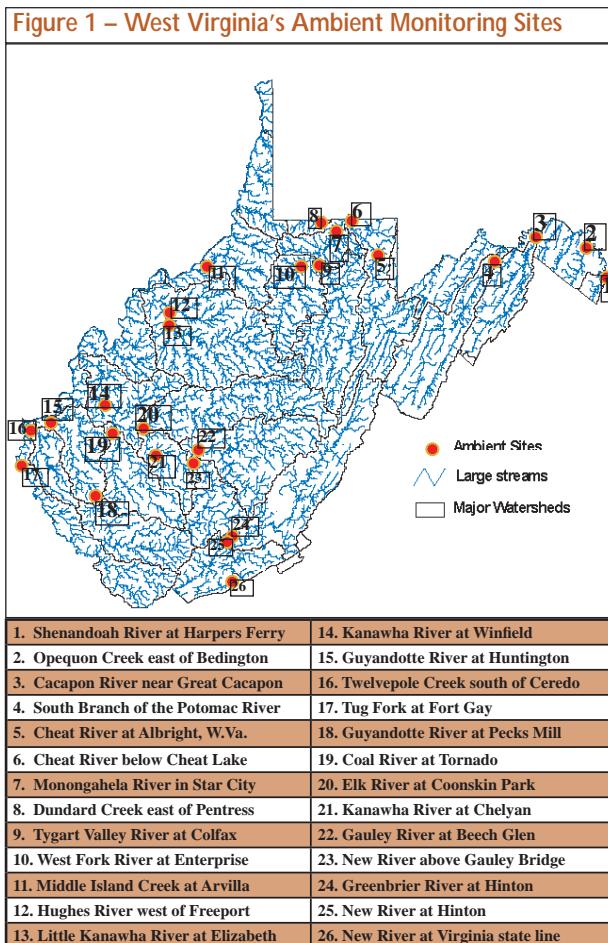 Figure 1 – West Virginia's Ambient Monitoring Sites
8
6
7
3
2
1
5
4
10
9
11
12
13
14
15
16
17
18
19
20
21
22
23
24
25
26
Ambient Sites
Large streams
Major Watersheds
1. Shenandoah River at Harpers Ferry
2. Opequon Creek east of Bedington
3. Cacapon River near Great Cacapon
4. South Branch of the Potomac River
5. Cheat River at Albright, W.Va.
6. Cheat River below Cheat Lake
7. Monongahela River in Star City
8. Dundard Creek east of Pentress
9. Tygart Valley River at Colfax
10. West Fork River at Enterprise
11. Middle Island Creek at Arvilla
12. Hughes River west of Freeport
13. Little Kanawha River at Elizabeth
14. Kanawha River at Winfield
15. Guyandotte River at Huntington
16. Twelvepole Creek south of Ceredo
17. Tug Fork at Fort Gay
18. Guyandotte River at Pecks Mill
19. Coal River at Tornado
20. Elk River at Coonskin Park
21. Kanawha River at Chelyan
22. Gauley River at Beech Glen
23. New River above Gauley Bridge
24. Greenbrier River at Hinton
25. New River at Hinton
26. New River at Virginia state line